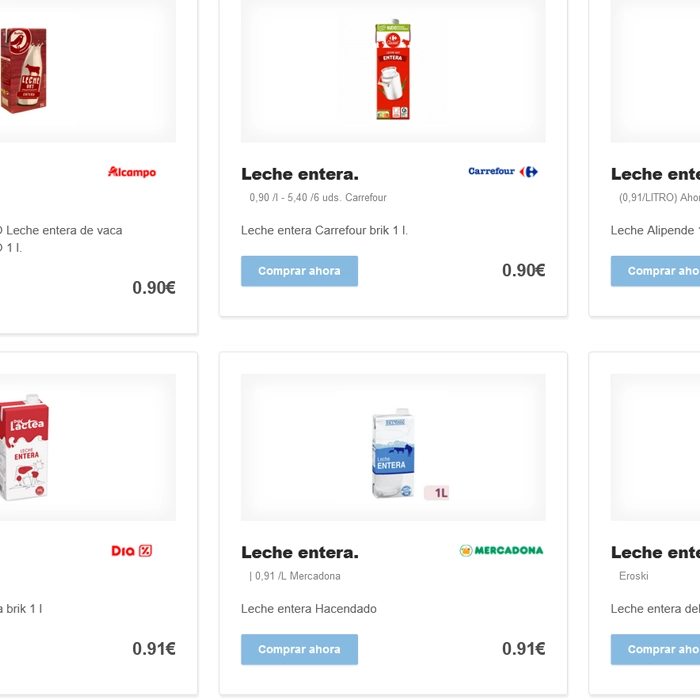 LECHE
ENTERA
ENTERA
Alcampo
Leche entera de vaca
1 l.
0.90€
Leche entera.
Carrefour
0,90 /l - 5,40 /6 uds. Carrefour
Leche entera Carrefour brik 1 l.
Comprar ahora
0.90€
Leche ente
(0,91/LITRO) Aho
Leche Alipende
Comprar aho
Lactea
LECHE
ENTERA
Dia
a brik 1 l
0.91€
Leche
ENTERA
1L
Leche entera.
MERCADONA
| 0,91 /L Mercadona
Leche entera Hacendado
Comprar ahora
0.91€
Leche ente
Eroski
Leche entera de
Comprar aho